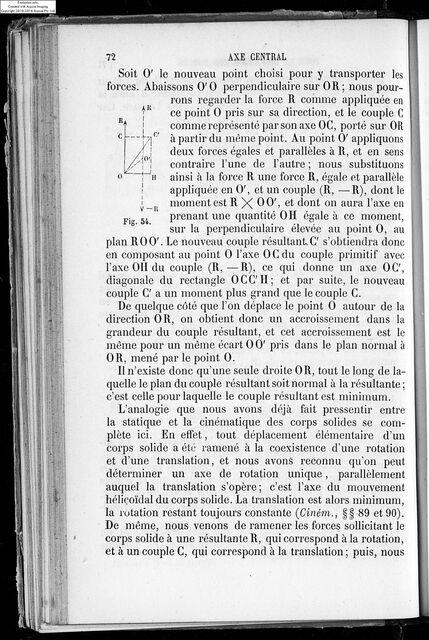 72 AXE CENTRAL
Soit O' le nouveau point choisi pour y transporter les
forces. Abaissons O'O perpendiculaire sur OR ; nous pour-
rons regarder la force R comme appliquée en
ce point O pris sur sa direction, et le couple C
comme représenté par son axe OC, porté sur OR
à partir du même point. Au point O' appliquons
deux forces égales et parallèles à R, et en sens
contraire l'une de l'autre ; nous substituons
ainsi à la force R une force R, égale et parallèle
appliquée en O', et un couple (R, — R), dont le
moment est R × OO', et dont on aura l'axe en
prenant une quantité OH égale à ce moment,
sur la perpendiculaire élevée au point O, au
R
R
C
C'
O'
O
H
— R
Fig. 54.
plan ROO'. Le nouveau couple résultant C' s'obtiendra donc
en composant au point O l'axe OC du couple primitif avec
l'axe OH du couple (R, — R), ce qui donne un axe OC',
diagonale du rectangle OCC'H ; et par suite, le nouveau
couple C' a un moment plus grand que le couple C.
De quelque côté que l'on déplace le point O autour de la
direction OR, on obtient donc un accroissement dans la
grandeur du couple résultant, et cet accroissement est le
même pour un même écart OO' pris dans le plan normal à
OR, mené par le point O.
Il n'existe donc qu'une seule droite OR, tout le long de la-
quelle le plan du couple résultant soit normal à la résultante ;
c'est celle pour laquelle le couple résultant est minimum.
L'analogie que nous avons déjà fait pressentir entre
la statique et la cinématique des corps solides se com-
plète ici. En effet, tout déplacement élémentaire d'un
corps solide a été ramené à la coexistence d'une rotation
et d'une translation, et nous avons reconnu qu'on peut
déterminer un axe de rotation unique, parallèlement
auquel la translation s'opère ; c'est l'axe du mouvement
héliçoïdal du corps solide. La translation est alors minimum,
la rotation restant toujours constante (Ciném., §§ 89 et 90).
De même, nous venons de ramener les forces sollicitant le
corps solide à une résultante R, qui correspond à la rotation,
et à un couple C, qui correspond à la translation ; puis, nous